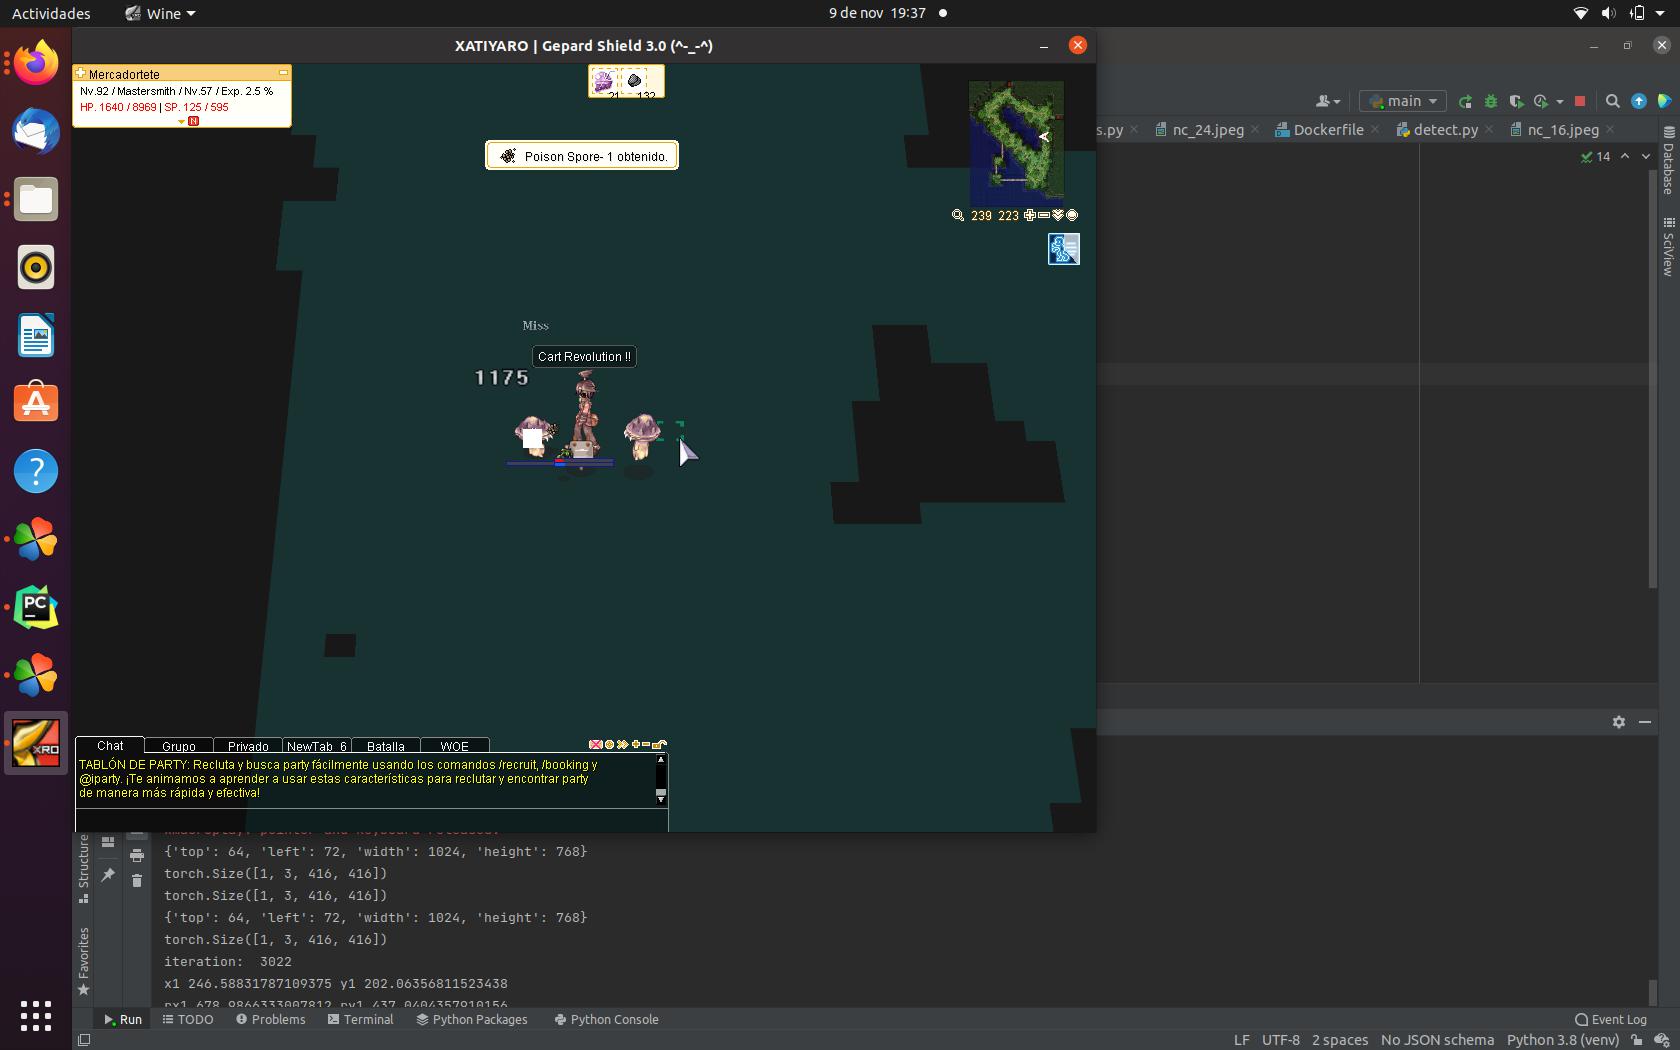 Actividades
Wine
9 de nov 19:37
XATIYARO | Gepard Shield 3.0 (^-_-^)
Mercadortete
Nv.92 / Mastersmith / Nv.57 / Exp. 2.5 %
HP. 1640 / 8969 | SP. 125 / 595
N
21
132
Poison Spore- 1 obtenido.
239 223
main
s.py
nc_24.jpeg
Dockerfile
detect.py
nc_16.jpeg
14
Database
SciView
Miss
Cart Revolution !!
1175
PC
XRO
Chat
Grupo
Privado
NewTab_6
Batalla
WOE
TABLÓN DE PARTY: Recluta y busca party fácilmente usando los comandos /recruit, /booking y
@iparty. ¡Te animamos a aprender a usar estas características para reclutar y encontrar party
de manera más rápida y efectiva!
{'top': 64, 'left': 72, 'width': 1024, 'height': 768}
torch.Size([1, 3, 416, 416])
torch.Size([1, 3, 416, 416])
{'top': 64, 'left': 72, 'width': 1024, 'height': 768}
torch.Size([1, 3, 416, 416])
iteration:  3022
x1 246.58831787109375 y1 202.06356811523438
Structure
Favorites
Run
TODO
Problems
Terminal
Python Packages
Python Console
Event Log
LF
UTF-8
2 spaces
No JSON schema
Python 3.8 (venv)